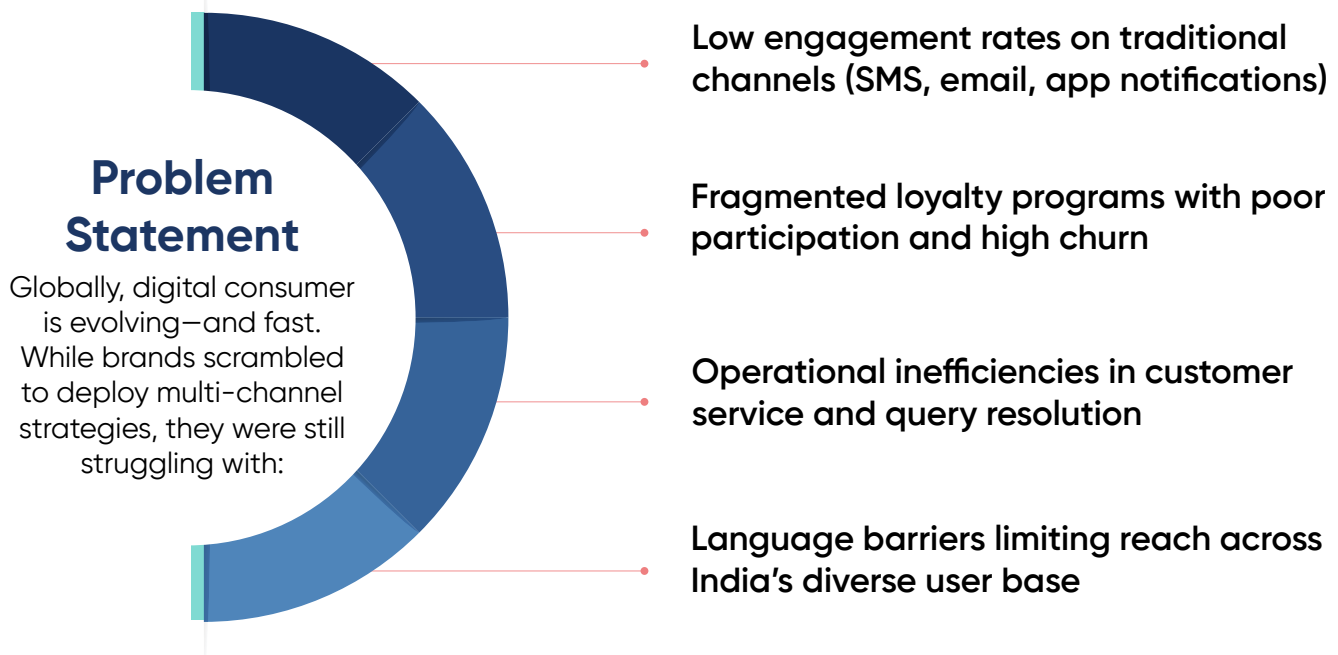 Problem
Statement
Globally, digital consumer
is evolving—and fast.
While brands scrambled
to deploy multi-channel
strategies, they were still
struggling with:
Low engagement rates on traditional
channels (SMS, email, app notifications)
Fragmented loyalty programs with poor
participation and high churn
Operational inefficiencies in customer
service and query resolution
Language barriers limiting reach across
India’s diverse user base